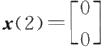 x(2) = [0
0]